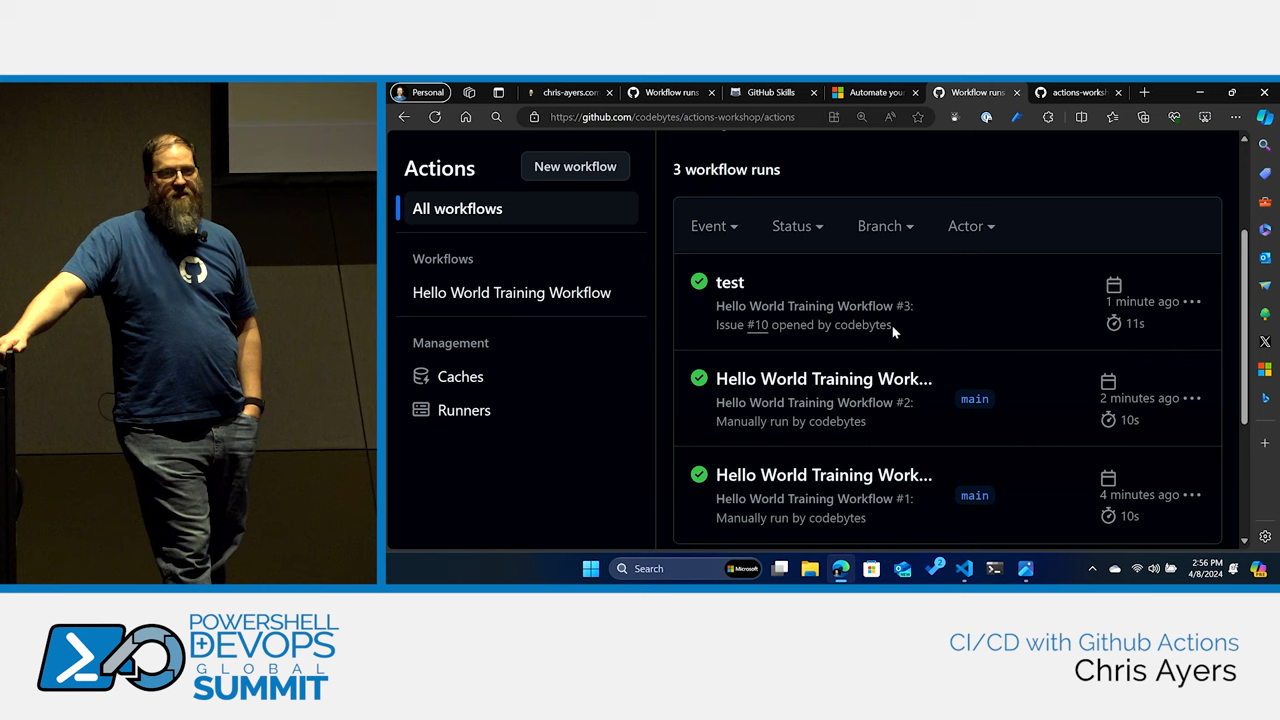 Personal
chris-ayers.com
Workflow runs
GitHub Skills
Automate your
Workflow runs
actions-worksh
https://github.com/codebytes/actions-workshop/actions
Actions
New workflow
All workflows
Workflows
Hello World Training Workflow
Management
Caches
Runners
3 workflow runs
Event
Status
Branch
Actor
test
Hello World Training Workflow #3:
Issue #10 opened by codebytes
1 minute ago
11s
Hello World Training Work...
Hello World Training Workflow #2:
Manually run by codebytes
main
2 minutes ago
10s
Hello World Training Work...
Hello World Training Workflow #1:
Manually run by codebytes
main
4 minutes ago
10s
Search
Microsoft
2:56 PM
4/8/2024
POWERSHELL
+DEVOPS
GLOBAL
SUMMIT
CI/CD with Github Actions
Chris Ayers